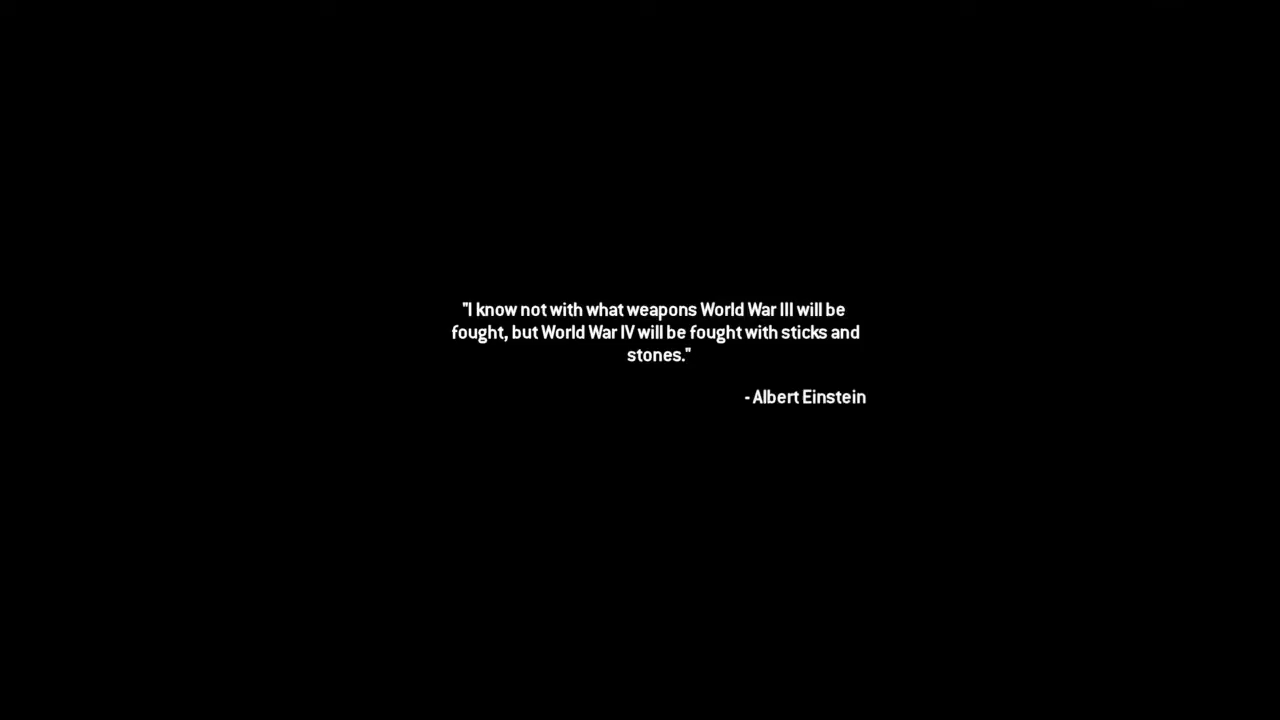 "I know not with what weapons World War III will be
fought, but World War IV will be fought with sticks and
stones."
- Albert Einstein